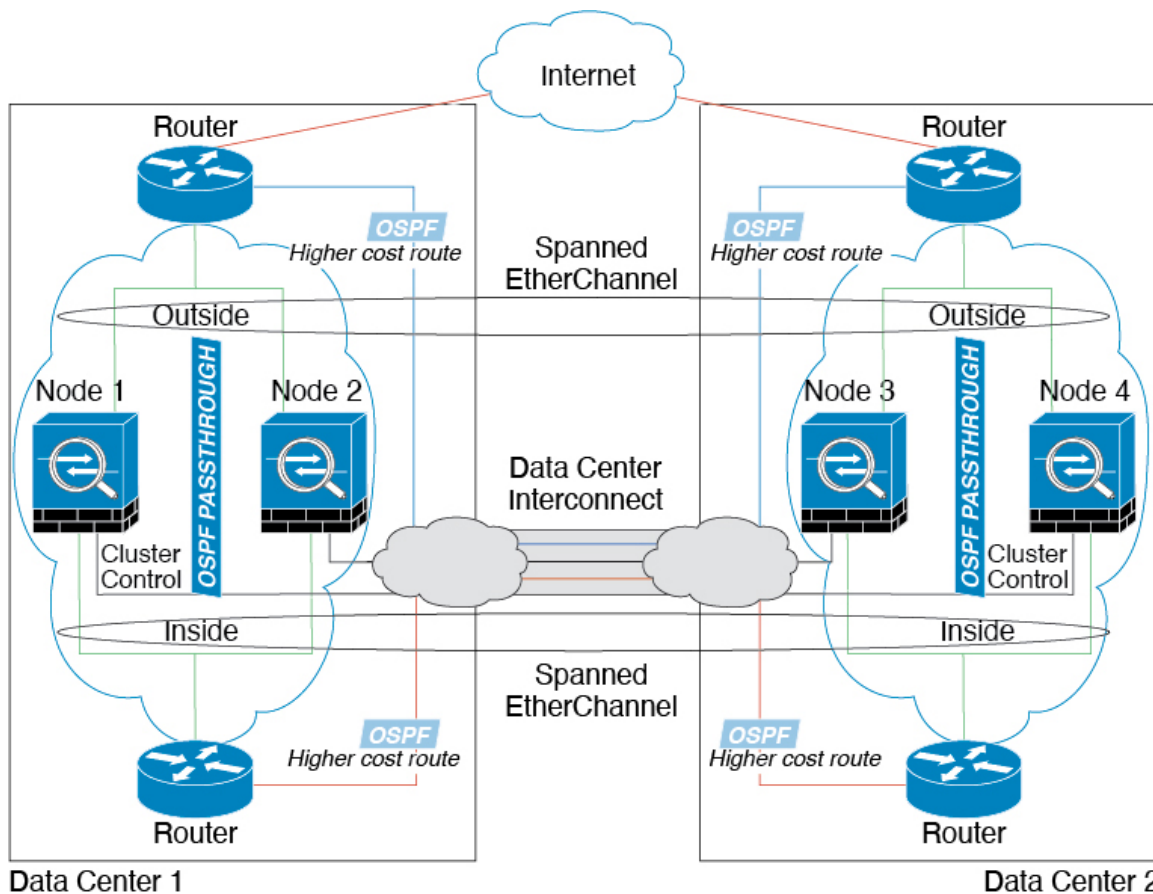 Internet
Router
Router
OSPF
Higher cost route
Spanned
EtherChannel
OSPF
Higher cost route
Outside
Outside
Node 1
OSPF PASSTHROUGH
Node 2
Node 3
OSPF PASSTHROUGH
Node 4
Data Center
Interconnect
Cluster
Control
Cluster
Control
Inside
Inside
Spanned
EtherChannel
OSPF
Higher cost route
OSPF
Higher cost route
Router
Router
Data Center 1
Data Center 2